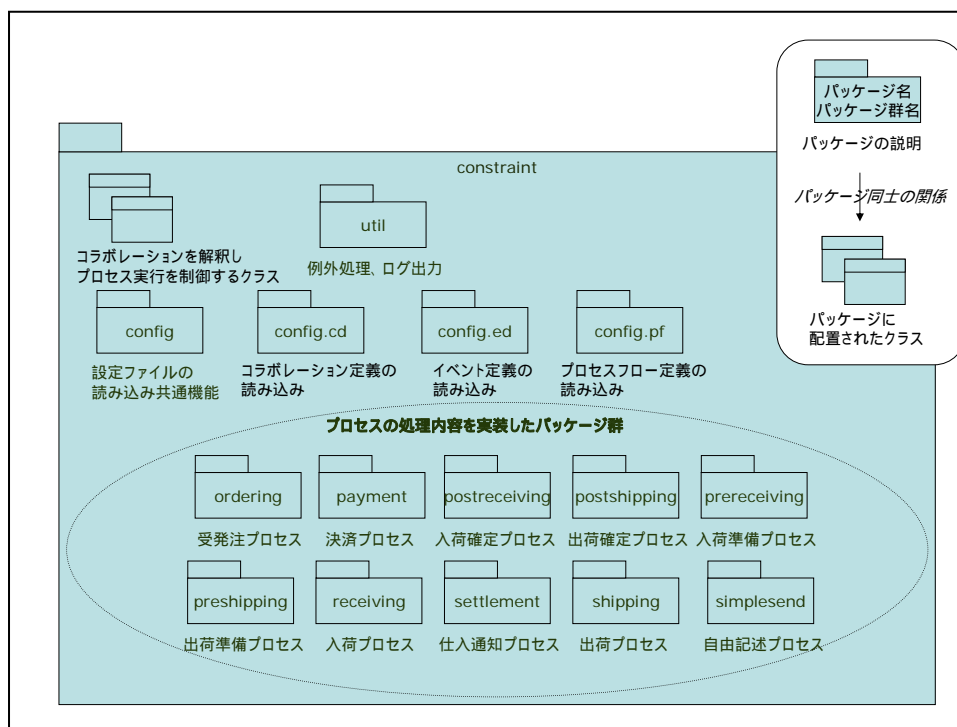 パッケージ名
パッケージ群名
パッケージの説明
パッケージ同士の関係
パッケージに
配置されたクラス
constraint
コラボレーションを解釈し
プロセス実行を制御するクラス
util
例外処理、ログ出力
config
設定ファイルの
読み込み共通機能
config.cd
コラボレーション定義の
読み込み
config.ed
イベント定義の
読み込み
config.pf
プロセスフロー定義の
読み込み
プロセスの処理内容を実装したパッケージ群
ordering
受発注プロセス
payment
決済プロセス
postreceiving
入荷確定プロセス
postshipping
出荷確定プロセス
prereceiving
入荷準備プロセス
preshipping
出荷準備プロセス
receiving
入荷プロセス
settlement
仕入通知プロセス
shipping
出荷プロセス
simplesend
自由記述プロセス